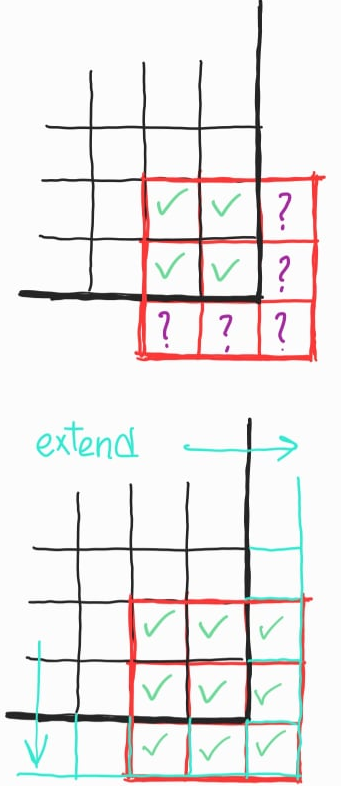 ✓ ✓ ?
✓ ✓ ?
? ? ?
extend →
✓ ✓ ✓
✓ ✓ ✓
✓ ✓ ✓